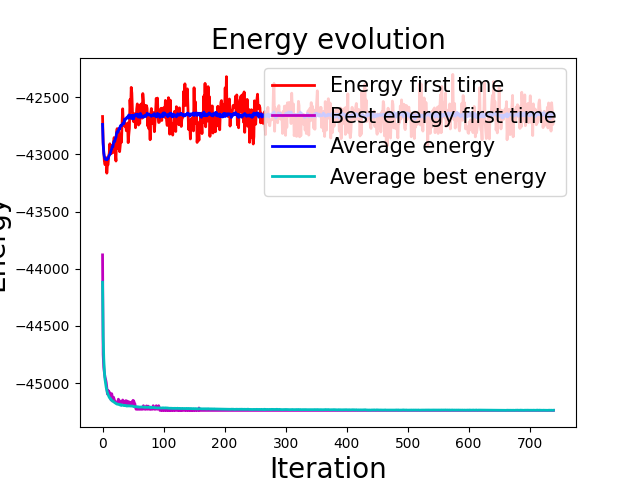 Energy evolution
Energy first time
Best energy first time
Average energy
Average best energy
−42500
−43000
−43500
−44000
−44500
−45000
Energy
0 100 200 300 400 500 600 700
Iteration